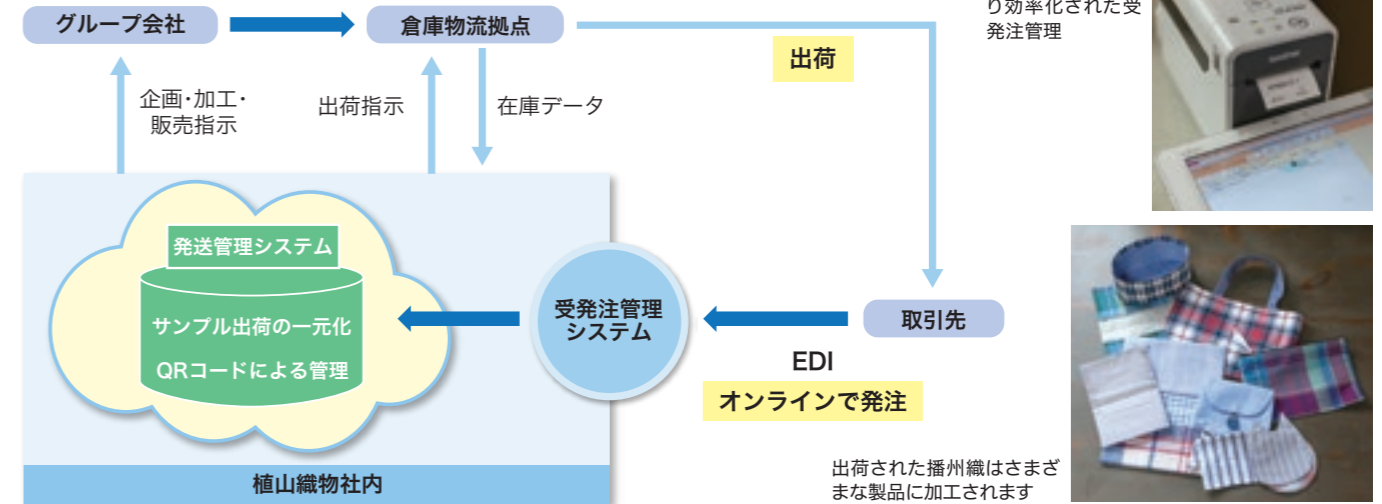 り効率化された受
発注管理
グループ会社
倉庫物流拠点
出荷
企画・加工・
販売指示
出荷指示
在庫データ
発送管理システム
サンプル出荷の一元化
QRコードによる管理
受発注管理
システム
取引先
EDI
オンラインで発注
植山織物社内
出荷された播州織はさまざ
まな製品に加工されます